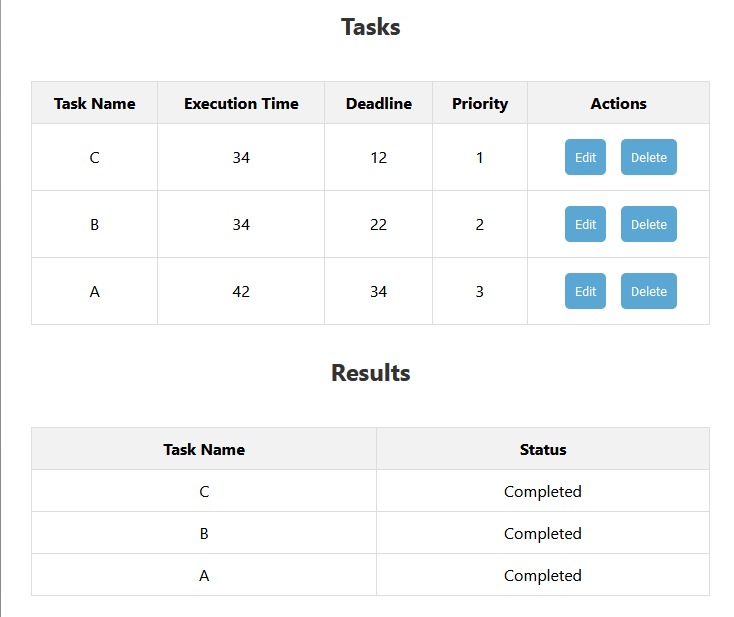 Tasks
Task Name Execution Time Deadline Priority Actions
C 34 12 1 Edit Delete
B 34 22 2 Edit Delete
A 42 34 3 Edit Delete
Results
Task Name Status
C Completed
B Completed
A Completed